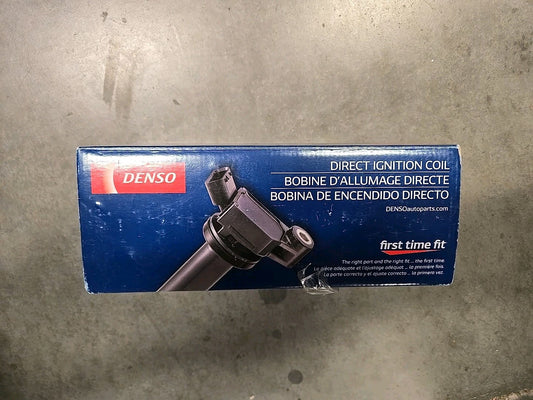 DENSO
DIRECT IGNITION COIL
BOBINE D'ALLUMAGE DIRECTE
BOBINA DE ENCENDIDO DIRECTO
DENSOautoparts.com
first time fit
The right part and the right fit ... the first time.
La pièce adéquate et l'ajustage adéquat ... la première fois.
La parte correcta y el ajuste correcto ... la primera vez.